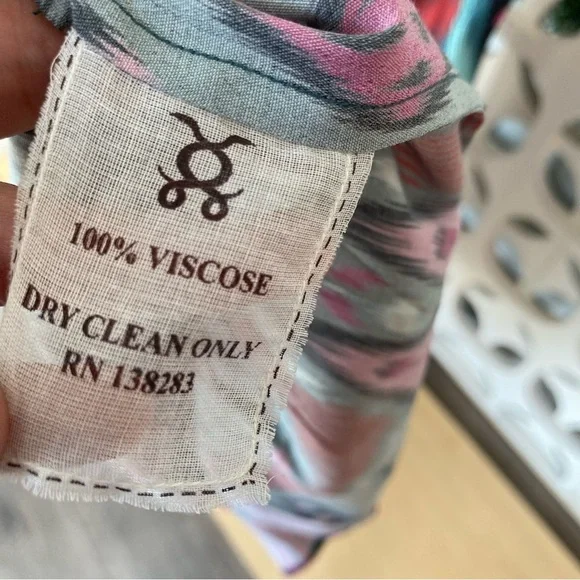 100% VISCOSE
DRY CLEAN ONLY
RN 138283